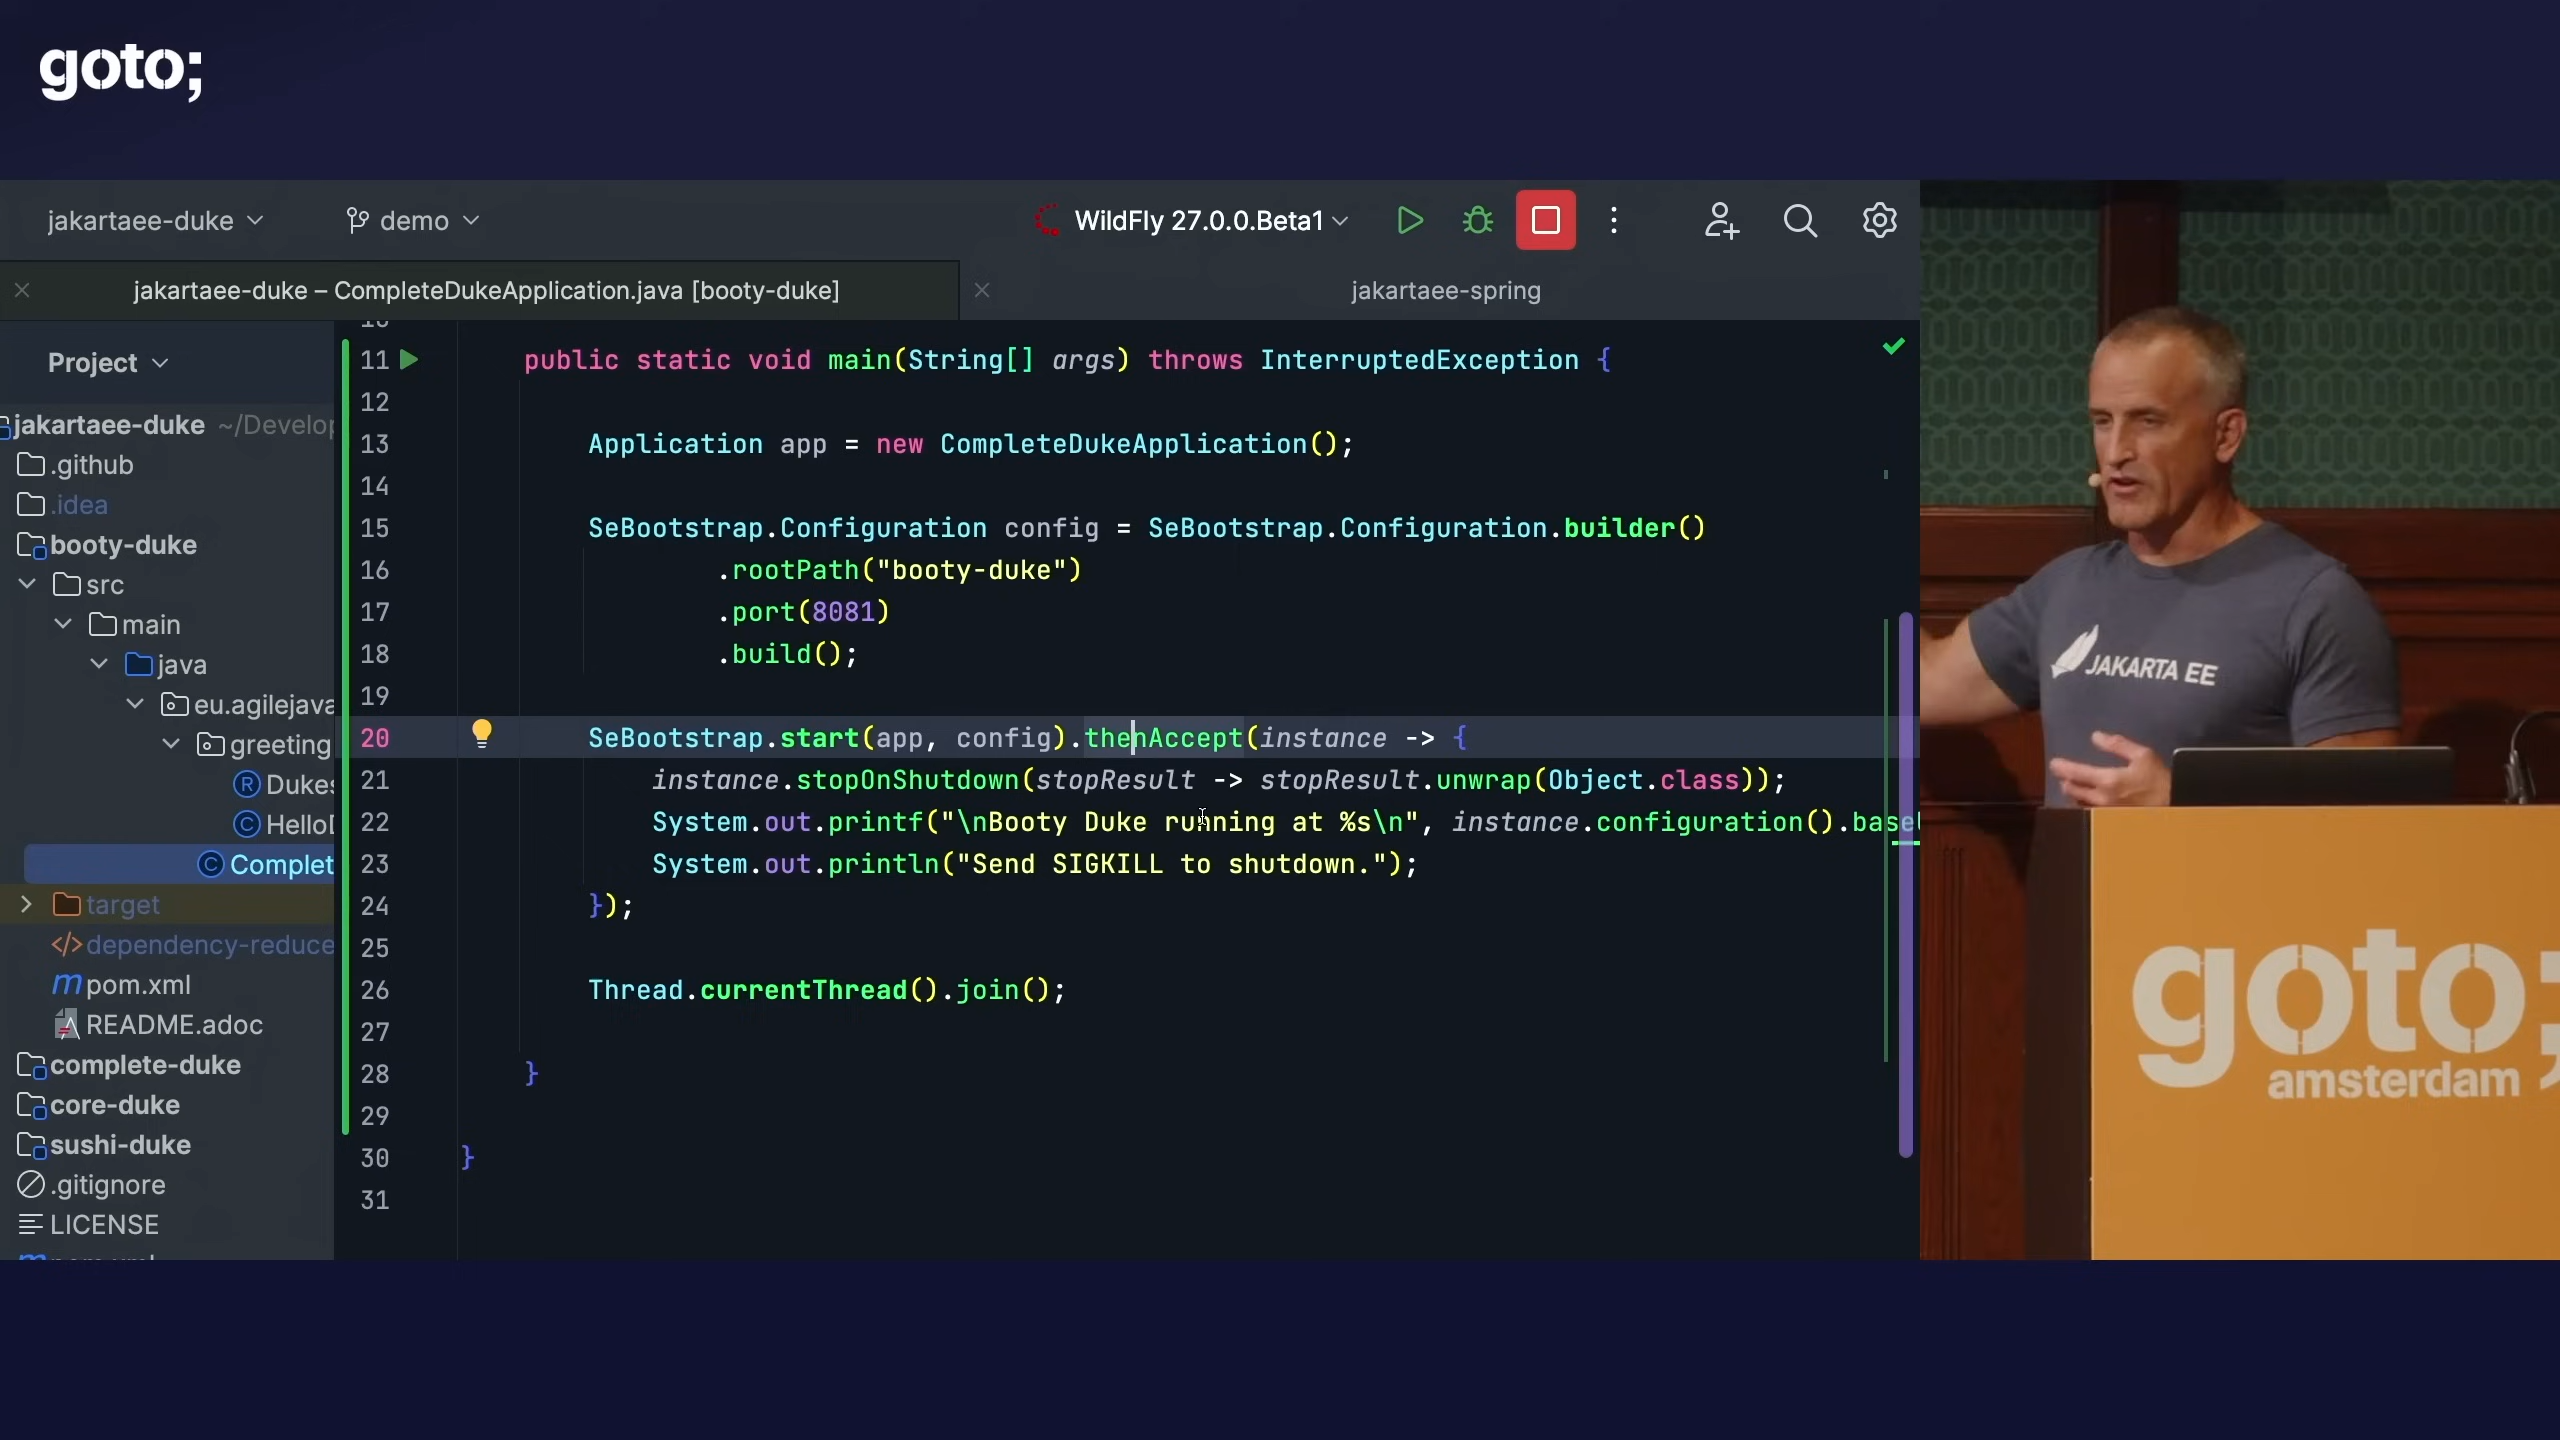 goto;
jakartaee-duke
demo
WildFly 27.0.0.Beta1
jakartaee-duke – CompleteDukeApplication.java [booty-duke]
jakartaee-spring
Project
jakartaee-duke ~/Develop
.github
.idea
booty-duke
src
main
java
eu.agilejava
greeting
Dukes
Hello
Complet
target
dependency-reduce
pom.xml
README.adoc
complete-duke
core-duke
sushi-duke
.gitignore
LICENSE
11 public static void main(String[] args) throws InterruptedException {
12
13 Application app = new CompleteDukeApplication();
14
15 SeBootstrap.Configuration config = SeBootstrap.Configuration.builder()
16 .rootPath("booty-duke")
17 .port(8081)
18 .build();
19
20 SeBootstrap.start(app, config).thenAccept(instance -> {
21 instance.stopOnShutdown(stopResult -> stopResult.unwrap(Object.class));
22 System.out.printf("\nBooty Duke running at %s\n", instance.configuration().base
23 System.out.println("Send SIGKILL to shutdown.");
24 });
25
26 Thread.currentThread().join();
27
28 }
29
30 }
31
JAKARTA EE
goto;
amsterdam